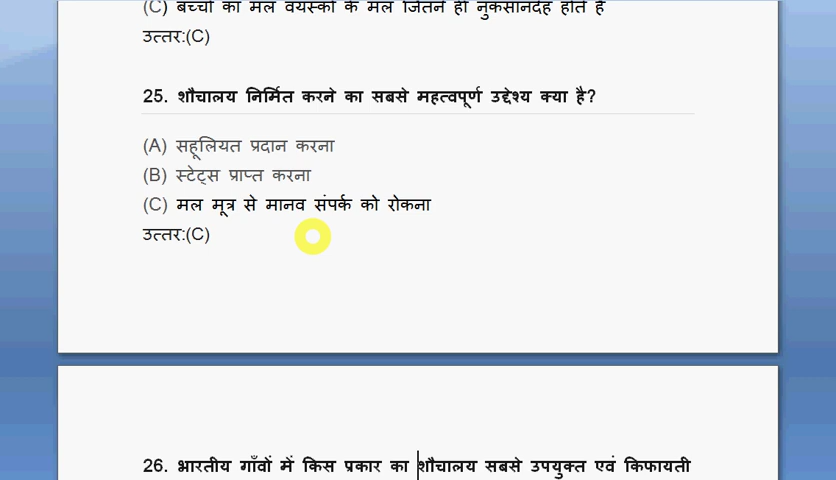 (C) बच्चों का मल वयस्कों के मल जितने ही नुकसानदेह होते हैं
उत्तर:(C)
25. शौचालय निर्मित करने का सबसे महत्वपूर्ण उद्देश्य क्या है?
(A) सहूलियत प्रदान करना
(B) स्टेट्स प्राप्त करना
(C) मल मूत्र से मानव संपर्क को रोकना
उत्तर:(C)
26. भारतीय गाँवों में किस प्रकार का शौचालय सबसे उपयुक्त एवं किफायती